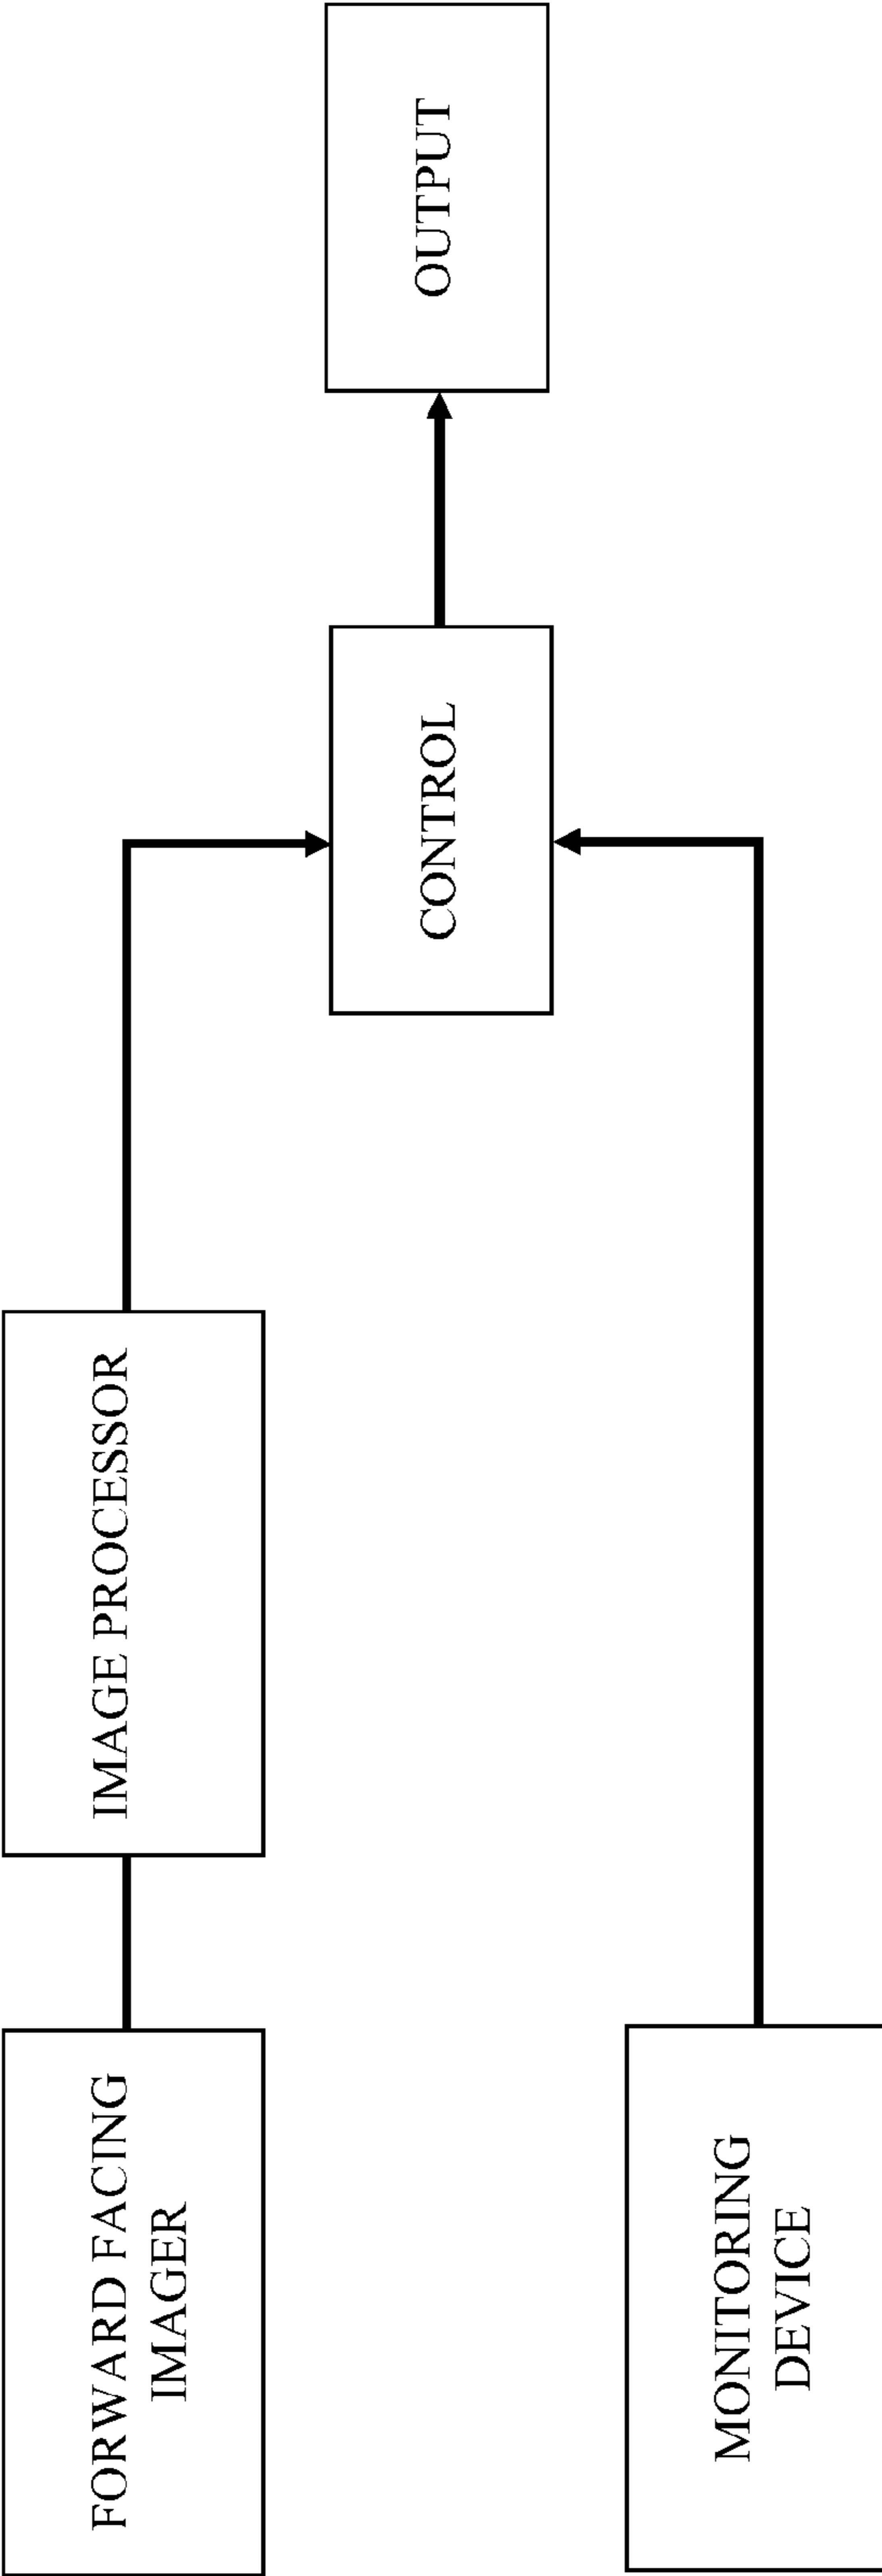 FORWARD FACING
IMAGER
IMAGE PROCESSOR
CONTROL
OUTPUT
MONITORING
DEVICE